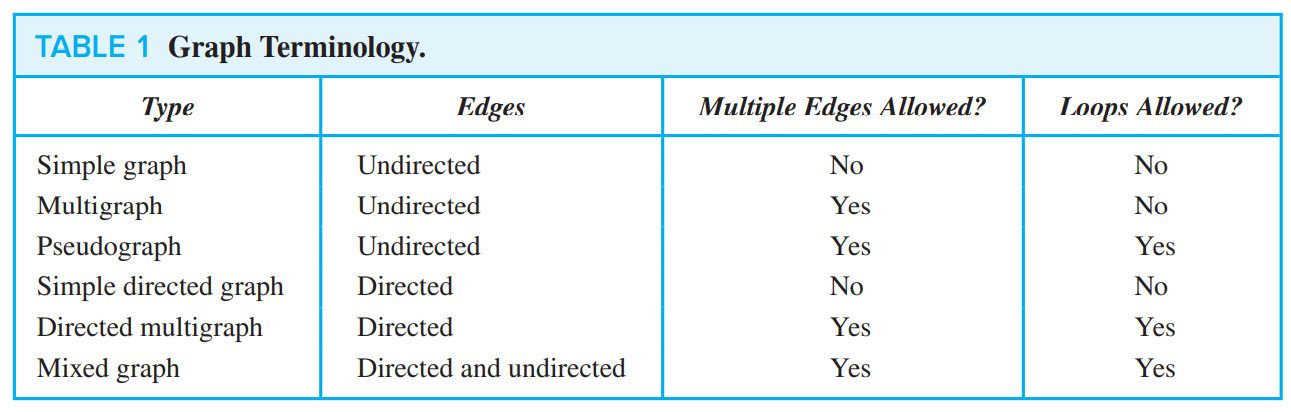 TABLE 1 Graph Terminology.
Type Edges Multiple Edges Allowed? Loops Allowed?
Simple graph Undirected No No
Multigraph Undirected Yes No
Pseudograph Undirected Yes Yes
Simple directed graph Directed No No
Directed multigraph Directed Yes Yes
Mixed graph Directed and undirected Yes Yes